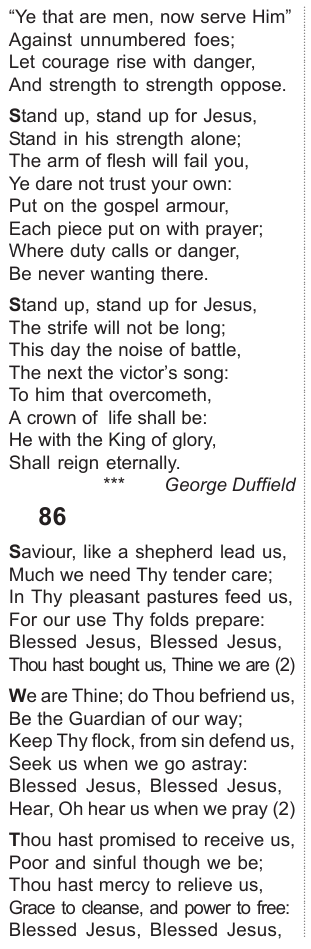 “Ye that are men, now serve Him”
Against unnumbered foes;
Let courage rise with danger,
And strength to strength oppose.
Stand up, stand up for Jesus,
Stand in his strength alone;
The arm of flesh will fail you,
Ye dare not trust your own:
Put on the gospel armour,
Each piece put on with prayer;
Where duty calls or danger,
Be never wanting there.
Stand up, stand up for Jesus,
The strife will not be long;
This day the noise of battle,
The next the victor’s song:
To him that overcometh,
A crown of life shall be:
He with the King of glory,
Shall reign eternally.
*** George Duffield
86
Saviour, like a shepherd lead us,
Much we need Thy tender care;
In Thy pleasant pastures feed us,
For our use Thy folds prepare:
Blessed Jesus, Blessed Jesus,
Thou hast bought us, Thine we are (2)
We are Thine; do Thou befriend us,
Be the Guardian of our way;
Keep Thy flock, from sin defend us,
Seek us when we go astray:
Blessed Jesus, Blessed Jesus,
Hear, Oh hear us when we pray (2)
Thou hast promised to receive us,
Poor and sinful though we be;
Thou hast mercy to relieve us,
Grace to cleanse, and power to free:
Blessed Jesus, Blessed Jesus,